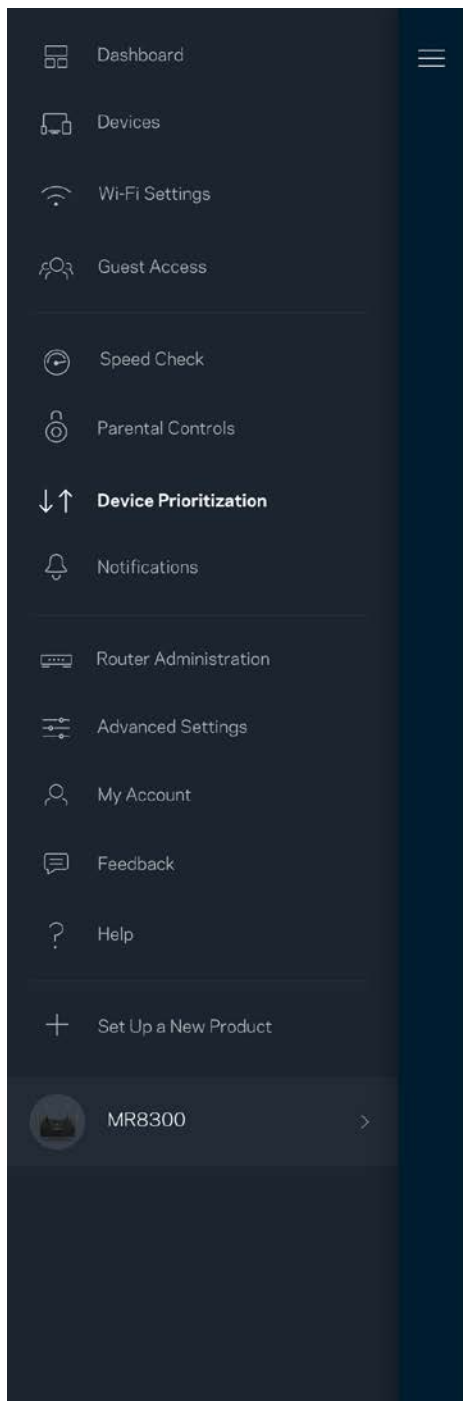 Dashboard
Devices
Wi-Fi Settings
Guest Access
Speed Check
Parental Controls
Device Prioritization
Notifications
Router Administration
Advanced Settings
My Account
Feedback
Help
Set Up a New Product
MR8300